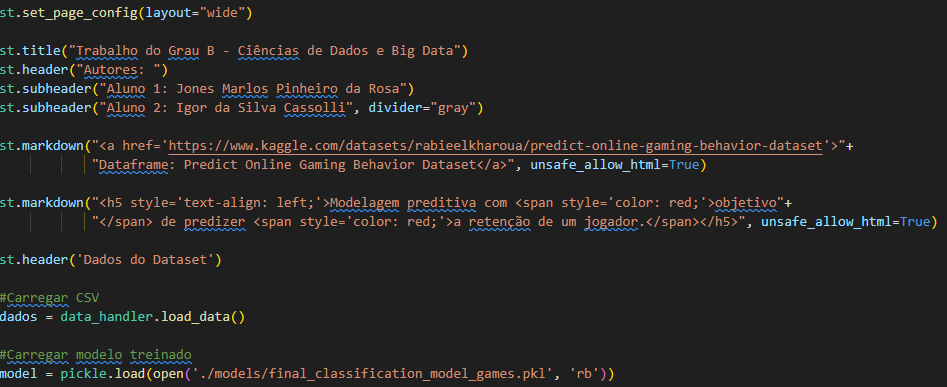 st.set_page_config(layout="wide")
st.title("Trabalho do Grau B - Ciências de Dados e Big Data")
st.header("Autores: ")
st.subheader("Aluno 1: Jones Marlos Pinheiro da Rosa")
st.subheader("Aluno 2: Igor da Silva Cassolli", divider="gray")
st.markdown("<a href='https://www.kaggle.com/datasets/rabieelkharoua/predict-online-gaming-behavior-dataset'>"+
"Dataframe: Predict Online Gaming Behavior Dataset</a>", unsafe_allow_html=True)
st.markdown("<h5 style='text-align: left;'>Modelagem preditiva com <span style='color: red;'>objetivo"+
"</span> de predizer <span style='color: red;'>a retenção de um jogador.</span></h5>", unsafe_allow_html=True)
st.header('Dados do Dataset')
#Carregar CSV
dados = data_handler.load_data()
#Carregar modelo treinado
model = pickle.load(open('./models/final_classification_model_games.pkl', 'rb'))